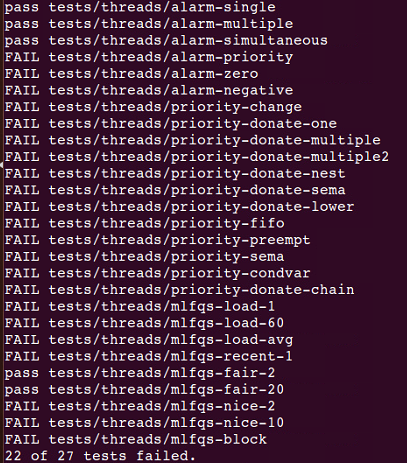 pass tests/threads/alarm-single
pass tests/threads/alarm-multiple
pass tests/threads/alarm-simultaneous
FAIL tests/threads/alarm-priority
FAIL tests/threads/alarm-zero
FAIL tests/threads/alarm-negative
FAIL tests/threads/priority-change
FAIL tests/threads/priority-donate-one
FAIL tests/threads/priority-donate-multiple
FAIL tests/threads/priority-donate-multiple2
FAIL tests/threads/priority-donate-nest
FAIL tests/threads/priority-donate-sema
FAIL tests/threads/priority-donate-lower
FAIL tests/threads/priority-fifo
FAIL tests/threads/priority-preempt
FAIL tests/threads/priority-sema
FAIL tests/threads/priority-condvar
FAIL tests/threads/priority-donate-chain
FAIL tests/threads/mlfqs-load-1
FAIL tests/threads/mlfqs-load-60
FAIL tests/threads/mlfqs-load-avg
FAIL tests/threads/mlfqs-recent-1
pass tests/threads/mlfqs-fair-2
pass tests/threads/mlfqs-fair-20
FAIL tests/threads/mlfqs-nice-2
FAIL tests/threads/mlfqs-nice-10
FAIL tests/threads/mlfqs-block
22 of 27 tests failed.